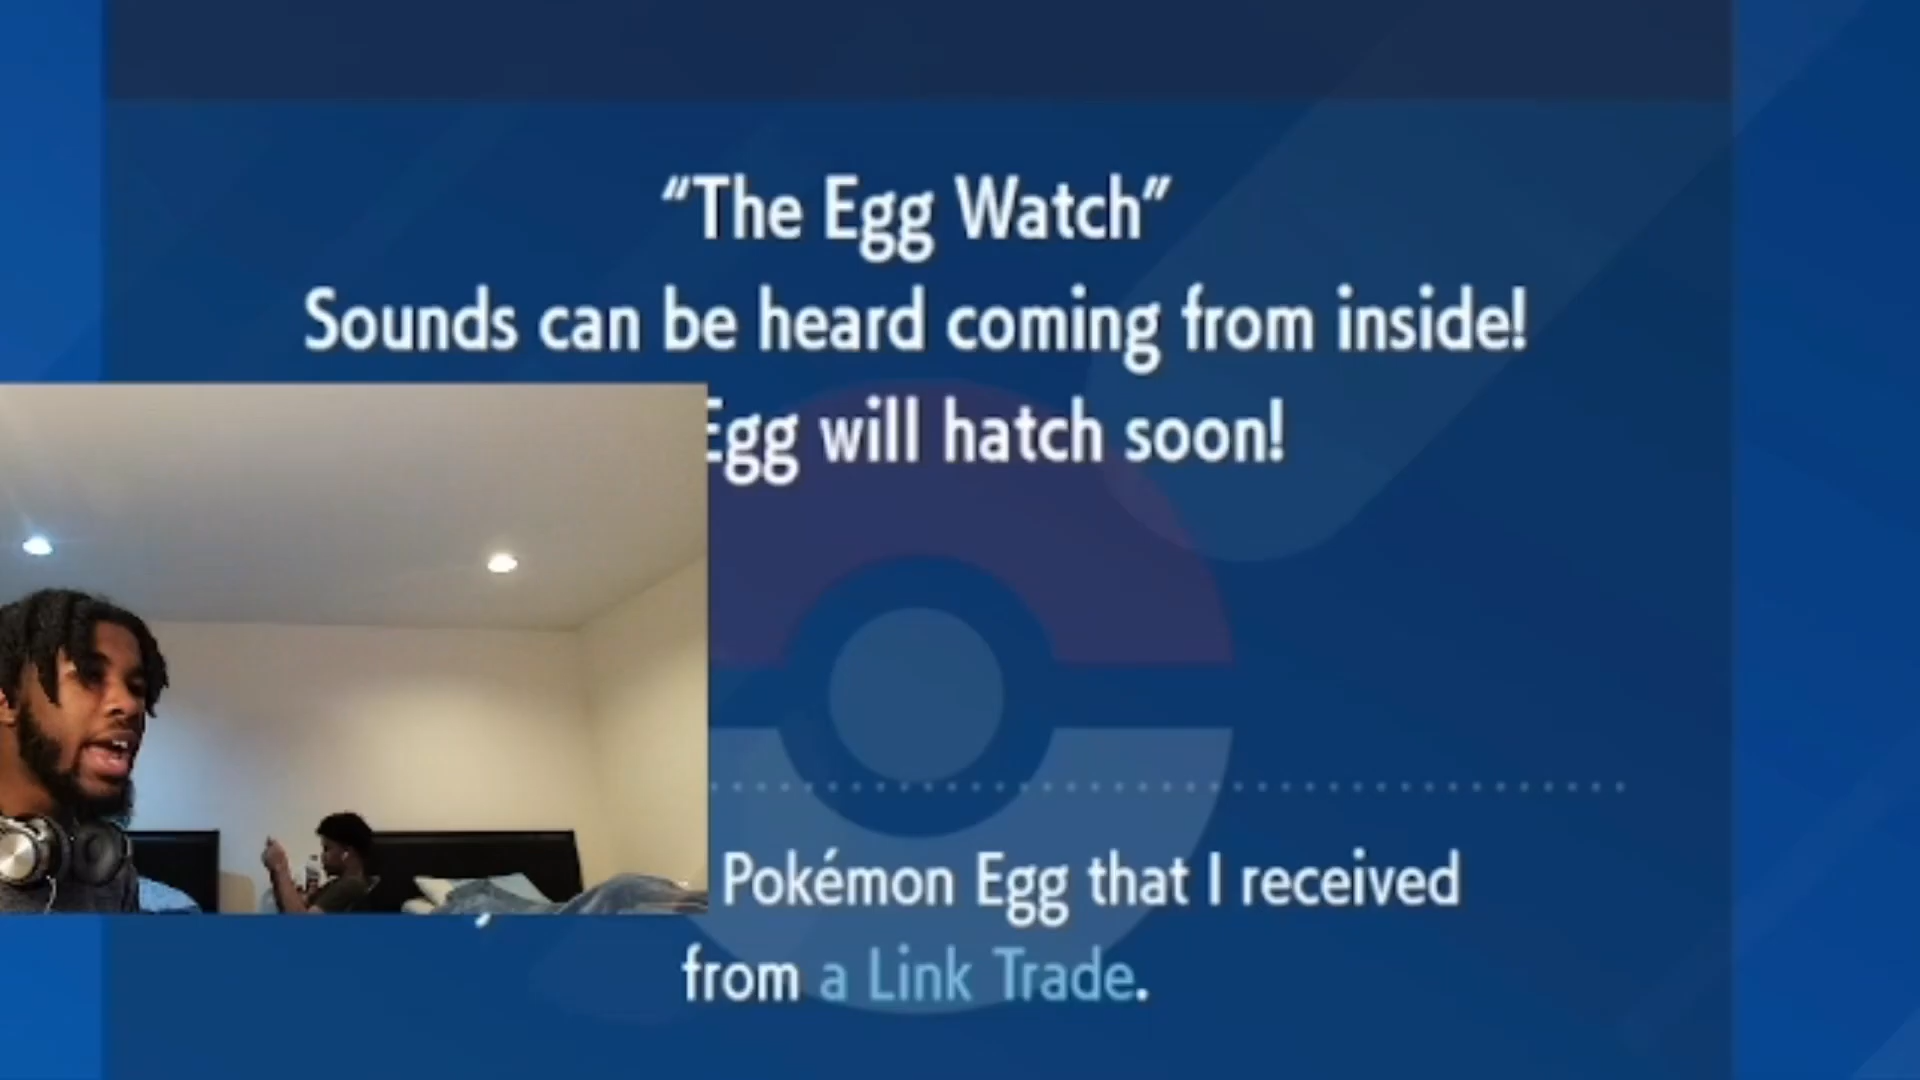 “The Egg Watch”
Sounds can be heard coming from inside!
Egg will hatch soon!
Pokémon Egg that I received
from a Link Trade.